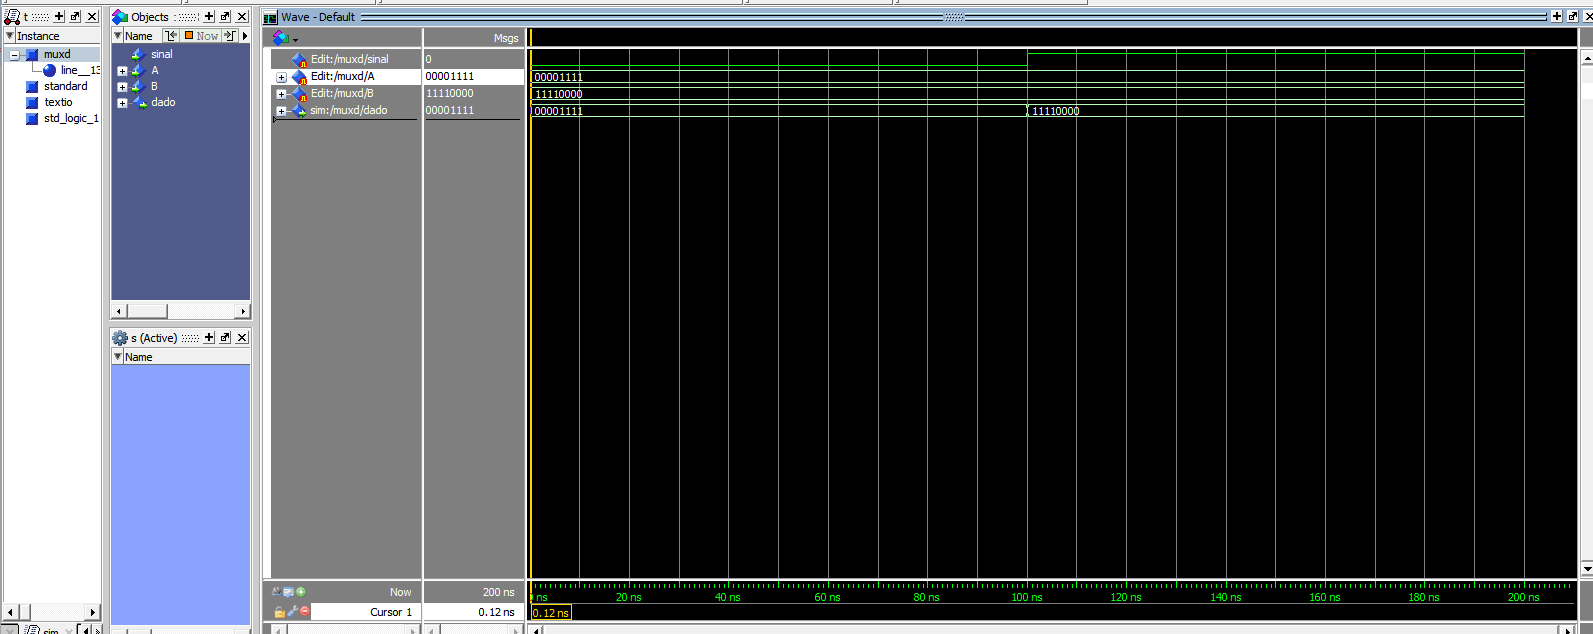 t
Objects
Wave - Default
Instance
Name
Now
Msgs
muxd
line__13
standard
textio
std_logic_1
sinal
A
B
dado
Edit:/muxd/sinal 0
Edit:/muxd/A 00001111 00001111
Edit:/muxd/B 11110000 11110000
sim:/muxd/dado 00001111 00001111 11110000
s (Active)
Name
Now 200 ns
ns 20 ns 40 ns 60 ns 80 ns 100 ns 120 ns 140 ns 160 ns 180 ns 200 ns
Cursor 1 0.12 ns 0.12 ns
sim